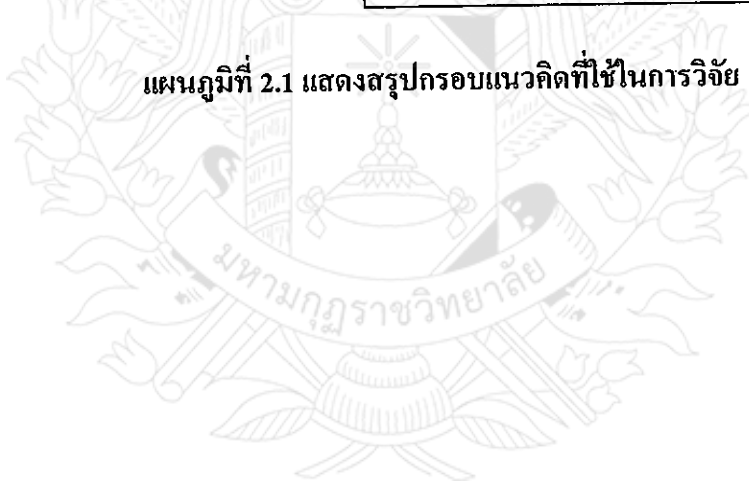 แผนภูมิที่ 2.1 แสดงสรุปกรอบแนวคิดที่ใช้ในการวิจัย
มหามกุฏราชวิทยาลัย